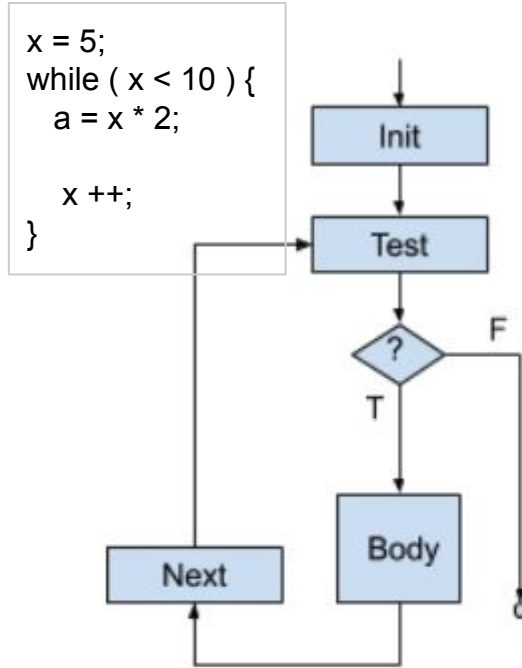 x = 5;
while ( x < 10 ) {
a = x * 2;
x ++;
}
Init
Test
?
F
T
Body
Next